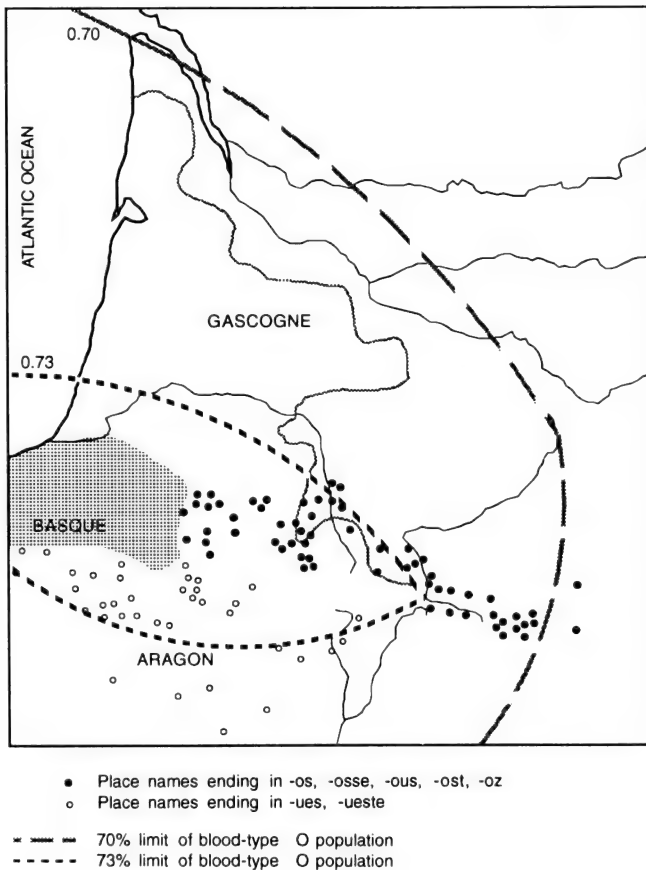 0.70
ATLANTIC OCEAN
GASCOGNE
0.73
BASQUE
ARAGON
Place names ending in -os, -osse, -ous, -ost, -oz
Place names ending in -ues, -ueste
70% limit of blood-type O population
73% limit of blood-type O population